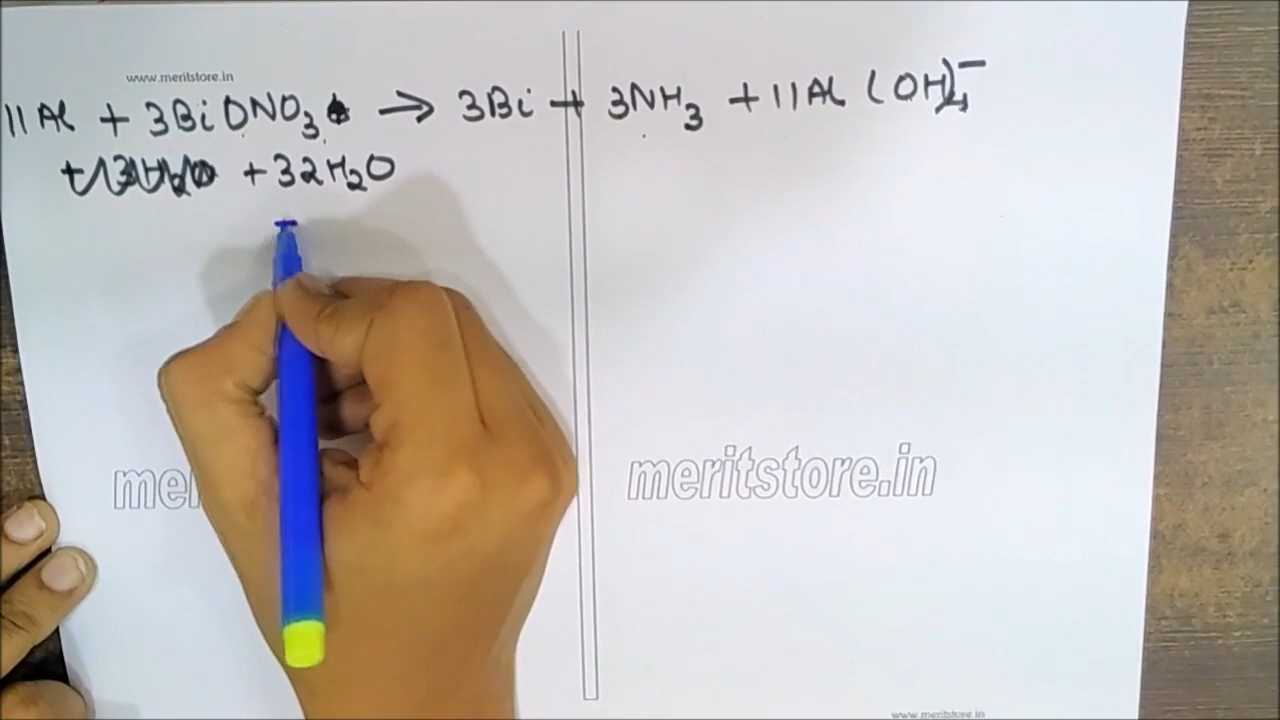 www.meritstore.in
11Al + 3BiONO₃ → 3Bi + 3NH₃ + 11Al(OH)₄⁻
+ 32H₂O
meritstore.in
www.meritstore.in